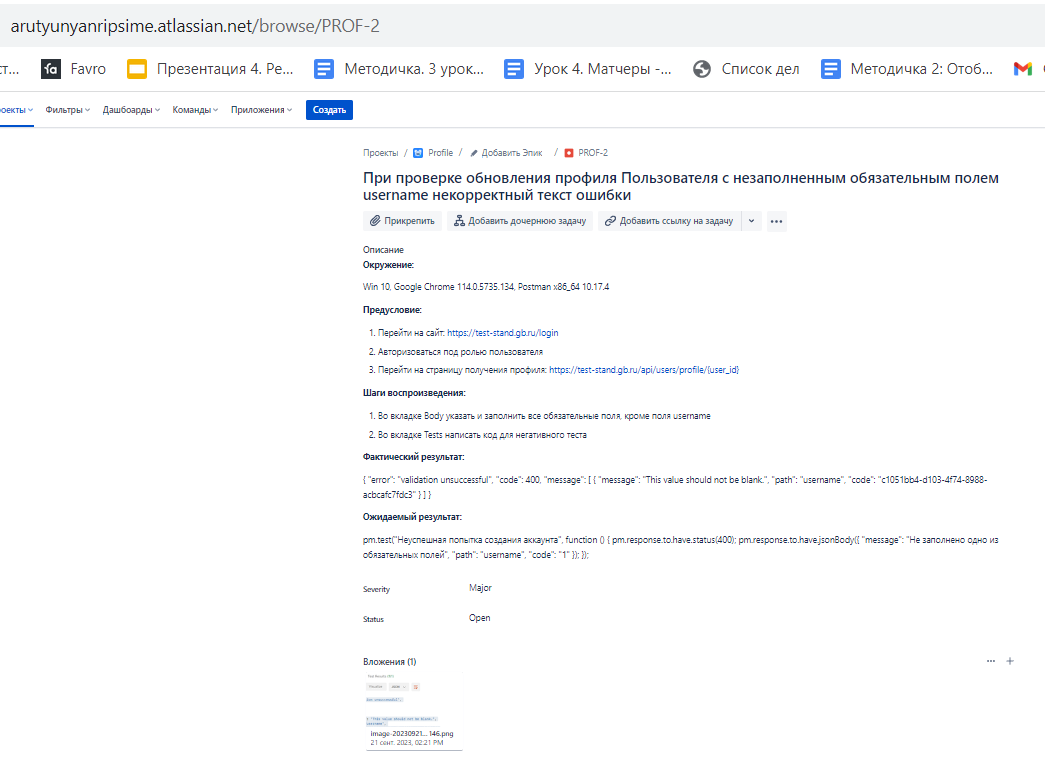 arutyunyanripsime.atlassian.net/browse/PROF-2
ст... Favro Презентация 4. Ре... Методичка. 3 урок... Урок 4. Матчеры -... Список дел Методичка 2: Отоб...
роекты Фильтры Дашбоарды Команды Приложения Создать
Проекты / Profile / Добавить Эпик / PROF-2
При проверке обновления профиля Пользователя с незаполненным обязательным полем
username некорректный текст ошибки
Прикрепить Добавить дочернюю задачу Добавить ссылку на задачу ...
Описание
Окружение:
Win 10, Google Chrome 114.0.5735.134, Postman x86_64 10.17.4
Предусловие:
1. Перейти на сайт: https://test-stand.gb.ru/login
2. Авторизоваться под ролью пользователя
3. Перейти на страницу получения профиля: https://test-stand.gb.ru/api/users/profile/{user_id}
Шаги воспроизведения:
1. Во вкладке Body указать и заполнить все обязательные поля, кроме поля username
2. Во вкладке Tests написать код для негативного теста
Фактический результат:
{ "error": "validation unsuccessful", "code": 400, "message": [ { "message": "This value should not be blank.", "path": "username", "code": "c1051bb4-d103-4f74-8988-
acbcafc7fdc3" } ] }
Ожидаемый результат:
pm.test("Неуспешная попытка создания аккаунта", function () { pm.response.to.have.status(400); pm.response.to.have.jsonBody({ "message": "Не заполнено одно из
обязательных полей", "path": "username", "code": "1" }); });
Severity Major
Status Open
Вложения (1)
image-20230921... 146.png
21 сент. 2023, 02:21 PM